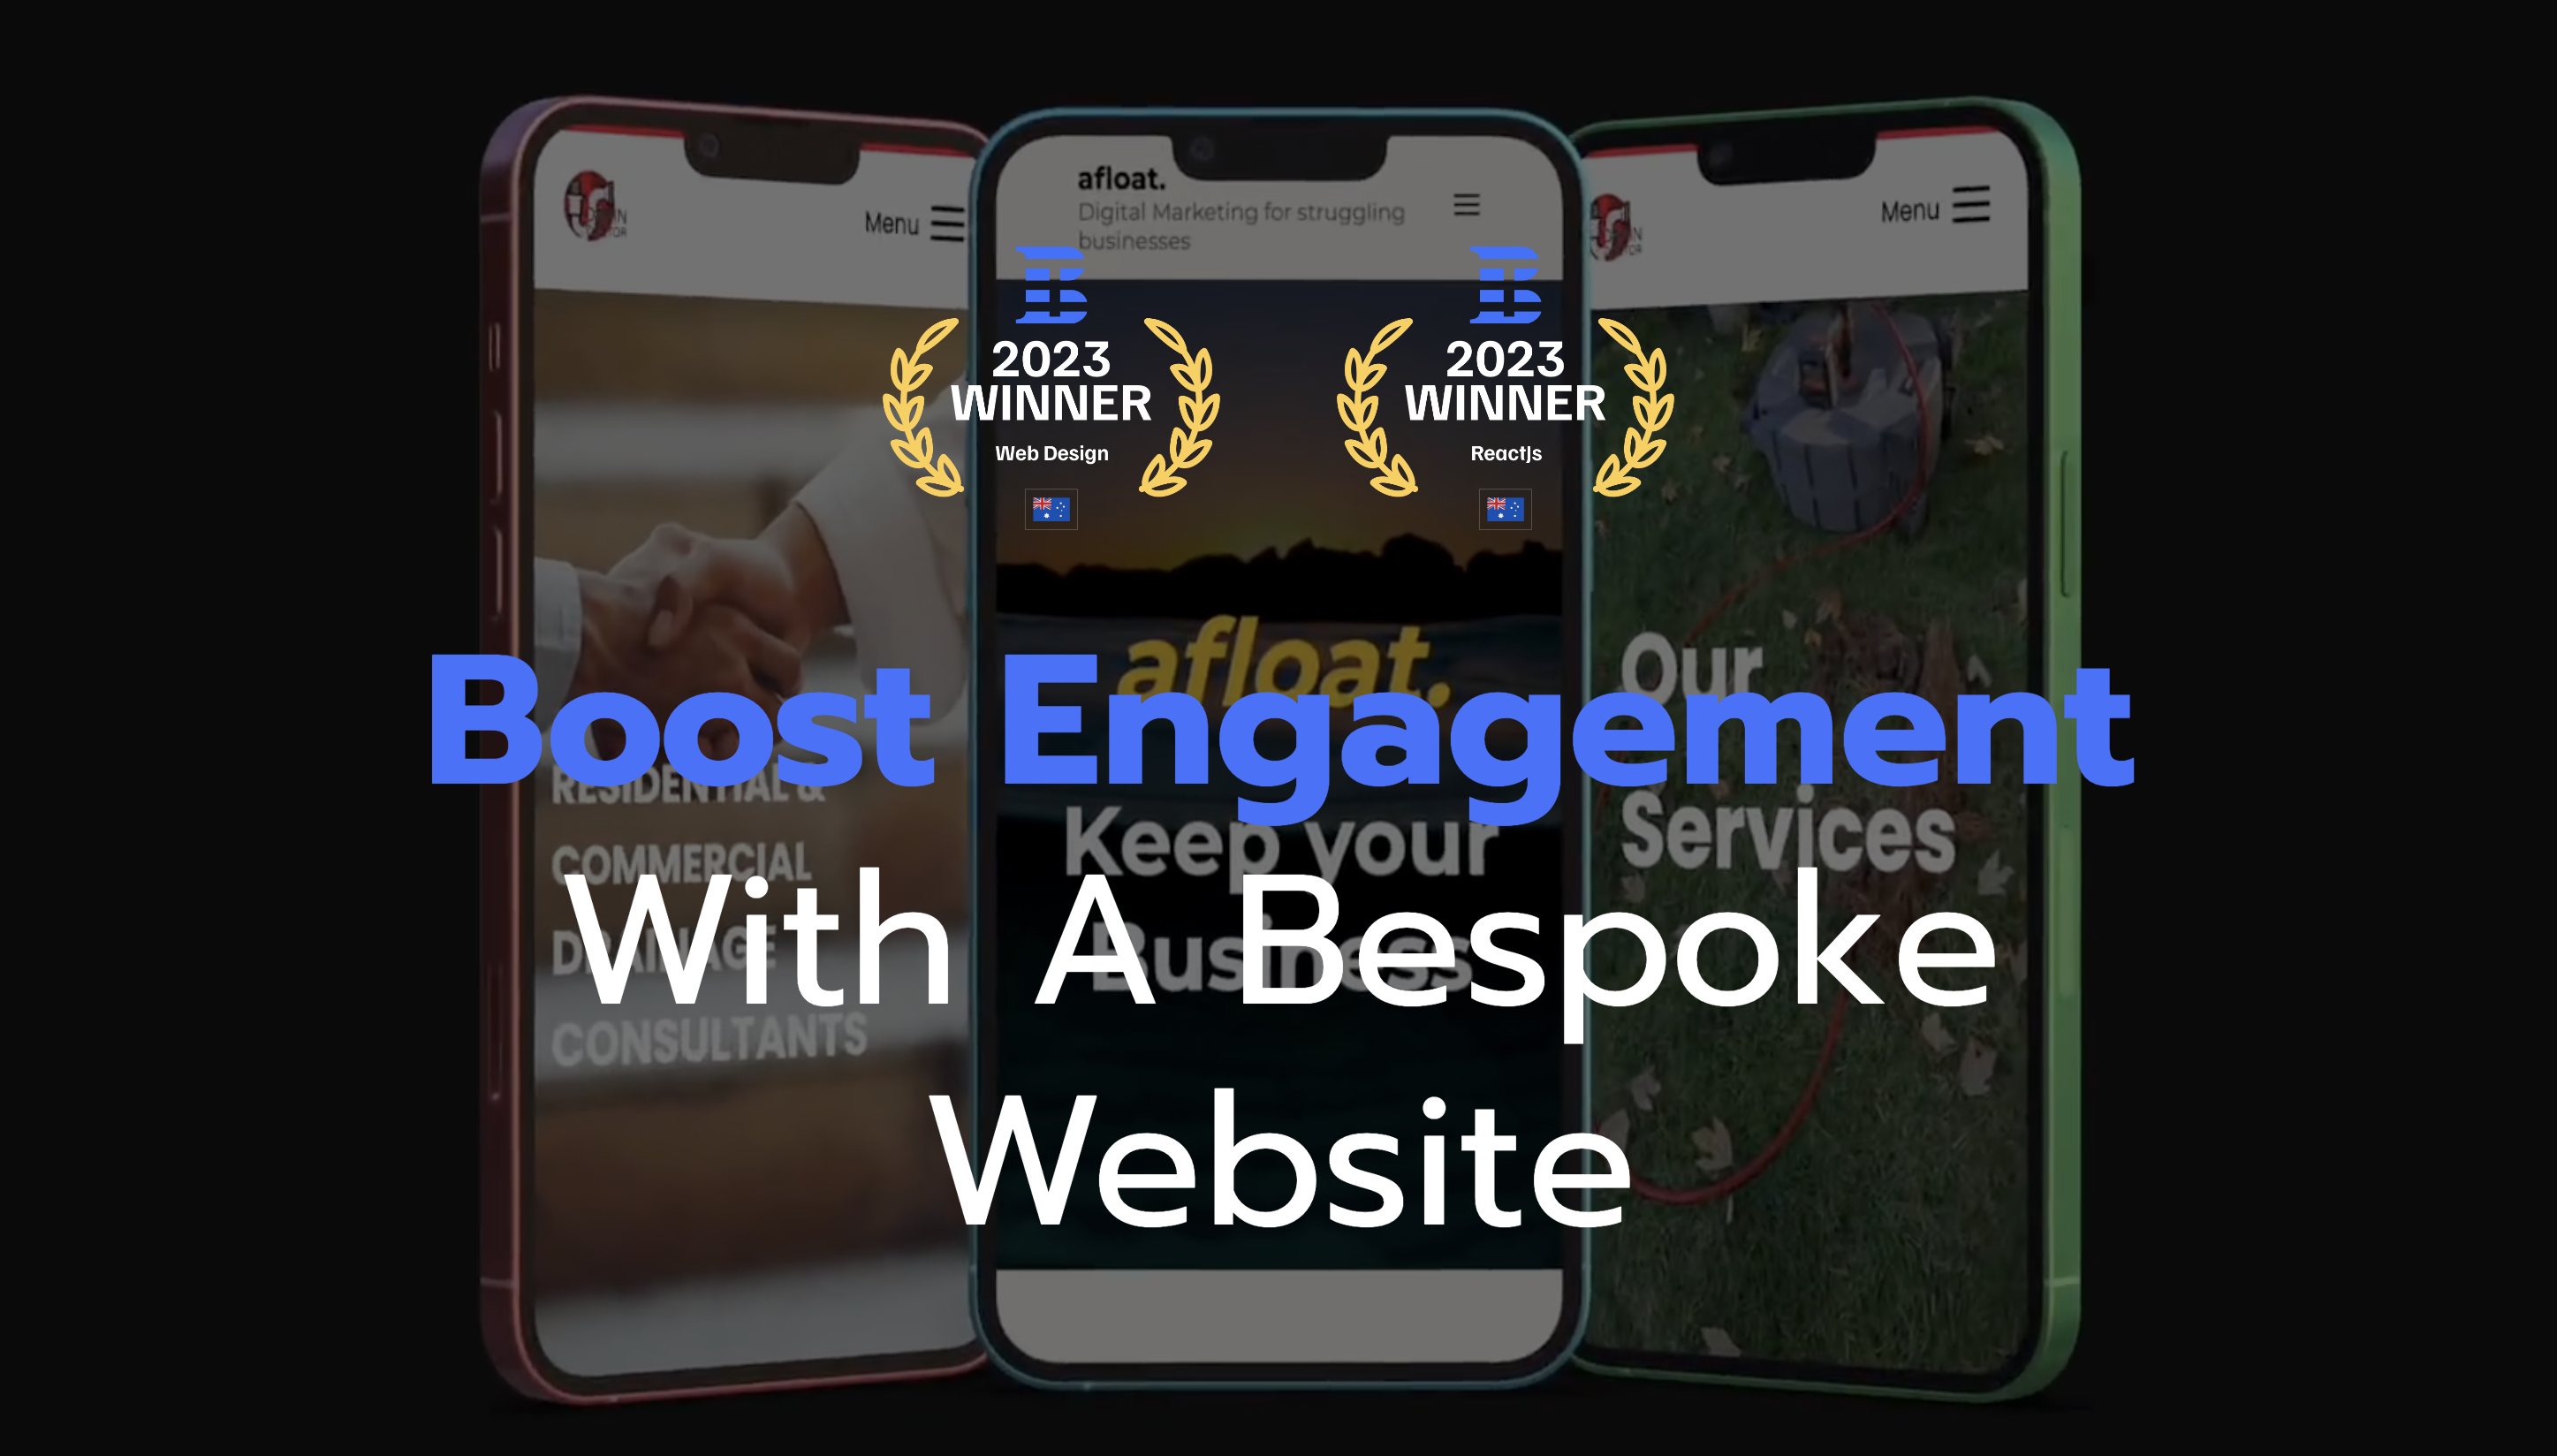 Menu
afloat.
Digital Marketing for struggling
businesses
Menu
2023
WINNER
Web Design
2023
WINNER
ReactJs
afloat.
Our
Boost Engagement
RESIDENTIAL &
Keep your
Services
COMMERCIAL
With A Bespoke
DRAINAGE
Business
CONSULTANTS
Website